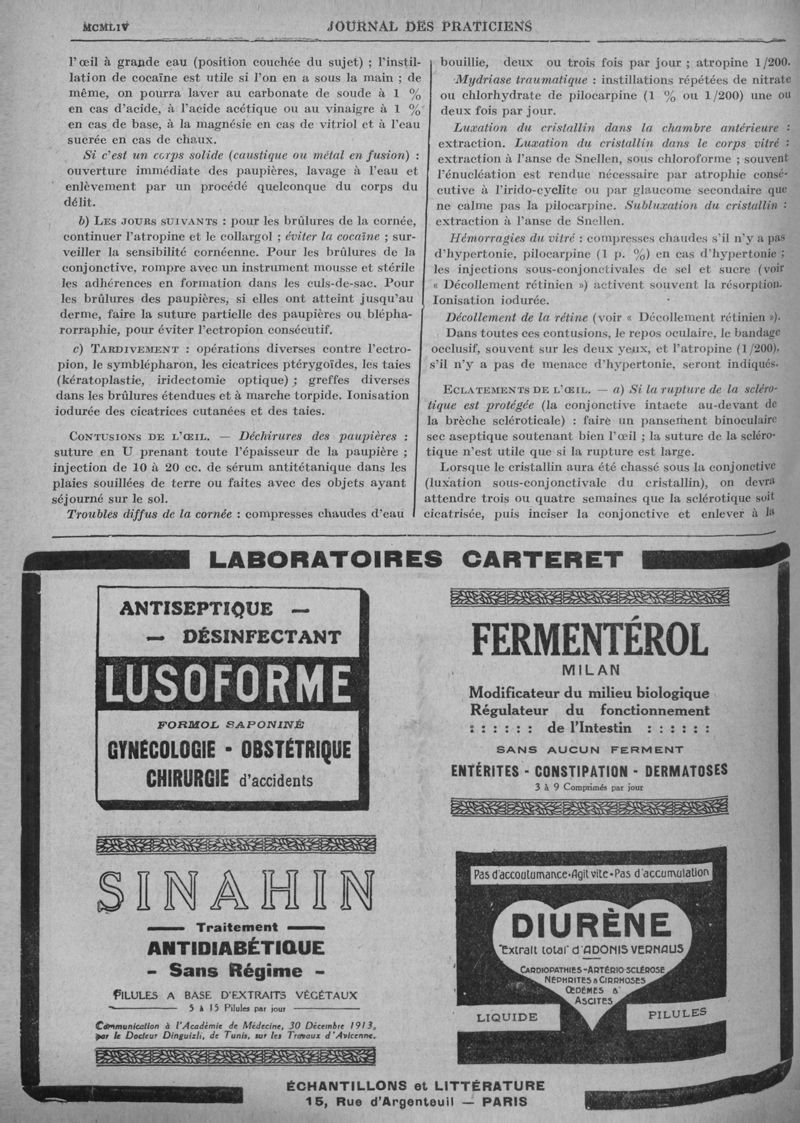 MCMLIV
JOURNAL DES PRATICIENS
l'œil à grande eau (position couchée du sujet) ; l'instil-
lation de cocaïne est utile si l'on en a sous la main ; de
même, on pourra laver au carbonate de soude à 1 %
en cas d'acide, à l'acide acétique ou au vinaigre à 1 %
en cas de base, à la magnésie en cas de vitriol et à l'eau
sucrée en cas de chaux.
Si c'est un corps solide (caustique ou métal en fusion) :
ouverture immédiate des paupières, lavage à l'eau et
enlèvement par un procédé quelconque du corps du
délit.
b) LES JOURS SUIVANTS : pour les brûlures de la cornée,
continuer l'atropine et le collargol ; éviter la cocaïne ; sur-
veiller la sensibilité cornéenne. Pour les brûlures de la
conjonctive, rompre avec un instrument mousse et stérile
les adhérences en formation dans les culs-de-sac. Pour
les brûlures des paupières, si elles ont atteint jusqu'au
derme, faire la suture partielle des paupières ou blépha-
rorraphie, pour éviter l'ectropion consécutif.
c) TARDIVEMENT : opérations diverses contre l'ectro-
pion, le symblépharon, les cicatrices ptérygoïdes, les taies
(kératoplastie, iridectomie optique) ; greffes diverses
dans les brûlures étendues et à marche torpide. Ionisation
iodurée des cicatrices cutanées et des taies.
CONTUSIONS DE L'ŒIL. — Déchirures des paupières :
suture en U prenant toute l'épaisseur de la paupière ;
injection de 10 à 20 cc. de sérum antitétanique dans les
plaies souillées de terre ou faites avec des objets ayant
séjourné sur le sol.
Troubles diffus de la cornée : compresses chaudes d'eau
bouillie, deux ou trois fois par jour ; atropine 1/200.
Mydriase traumatique : instillations répétées de nitrate
ou chlorhydrate de pilocarpine (1 % ou 1/200) une ou
deux fois par jour.
Luxation du cristallin dans la chambre antérieure :
extraction. Luxation du cristallin dans le corps vitré :
extraction à l'anse de Snellen, sous chloroforme ; souvent
l'énucléation est rendue nécessaire par atrophie consé-
cutive à l'irido-cyclite ou par glaucome secondaire que
ne calme pas la pilocarpine. Subluxation du cristallin :
extraction à l'anse de Snellen.
Hémorragies du vitré : compresses chaudes s'il n'y a pas
d'hypertonie, pilocarpine (1 p. %) en cas d'hypertonie ;
les injections sous-conjonctivales de sel et sucre (voir
« Décollement rétinien ») activent souvent la résorption.
Ionisation iodurée.
Décollement de la rétine (voir « Décollement rétinien »).
Dans toutes ces contusions, le repos oculaire, le bandage
occlusif, souvent sur les deux yeux, et l'atropine (1/200),
s'il n'y a pas de menace d'hypertonie, seront indiqués.
ECLATEMENTS DE L'ŒIL. — a) Si la rupture de la scléro-
tique est protégée (la conjonctive intacte au-devant de
la brèche scléroticale) : faire un pansement binoculaire
sec aseptique soutenant bien l'œil ; la suture de la scléro-
tique n'est utile que si la rupture est large.
Lorsque le cristallin aura été chassé sous la conjonctive
(luxation sous-conjonctivale du cristallin), on devra
attendre trois ou quatre semaines que la sclérotique soit
cicatrisée, puis inciser la conjonctive et enlever à la
LABORATOIRES CARTERET
ANTISEPTIQUE —
— DÉSINFECTANT
LUSOFORME
FORMOL SAPONINÉ
GYNÉCOLOGIE - OBSTÉTRIQUE
CHIRURGIE d'accidents
FERMENTÉROL
MILAN
Modificateur du milieu biologique
Régulateur du fonctionnement
: : : : : : de l'Intestin : : : : : :
SANS AUCUN FERMENT
ENTÉRITES - CONSTIPATION - DERMATOSES
3 à 9 Comprimés par jour
SINAHIN
Traitement
ANTIDIABÉTIQUE
- Sans Régime -
PILULES A BASE D'EXTRAITS VÉGÉTAUX
5 à 15 Pilules par jour
Communication à l'Académie de Médecine, 30 Décembre 1913,
par le Docteur Dinguizli, de Tunis, sur les Travaux d'Avicenne.
Pas d'accoutumance-Agit vite-Pas d'accumulation
DIURÈNE
Extrait total d'ADONIS VERNALIS
CARDIOPATHIES-ARTÉRIO-SCLÉROSE
NÉPHRITES & CIRRHOSES
ŒDÈMES &
ASCITES
LIQUIDE
PILULES
ÉCHANTILLONS et LITTÉRATURE
15, Rue d'Argenteuil — PARIS